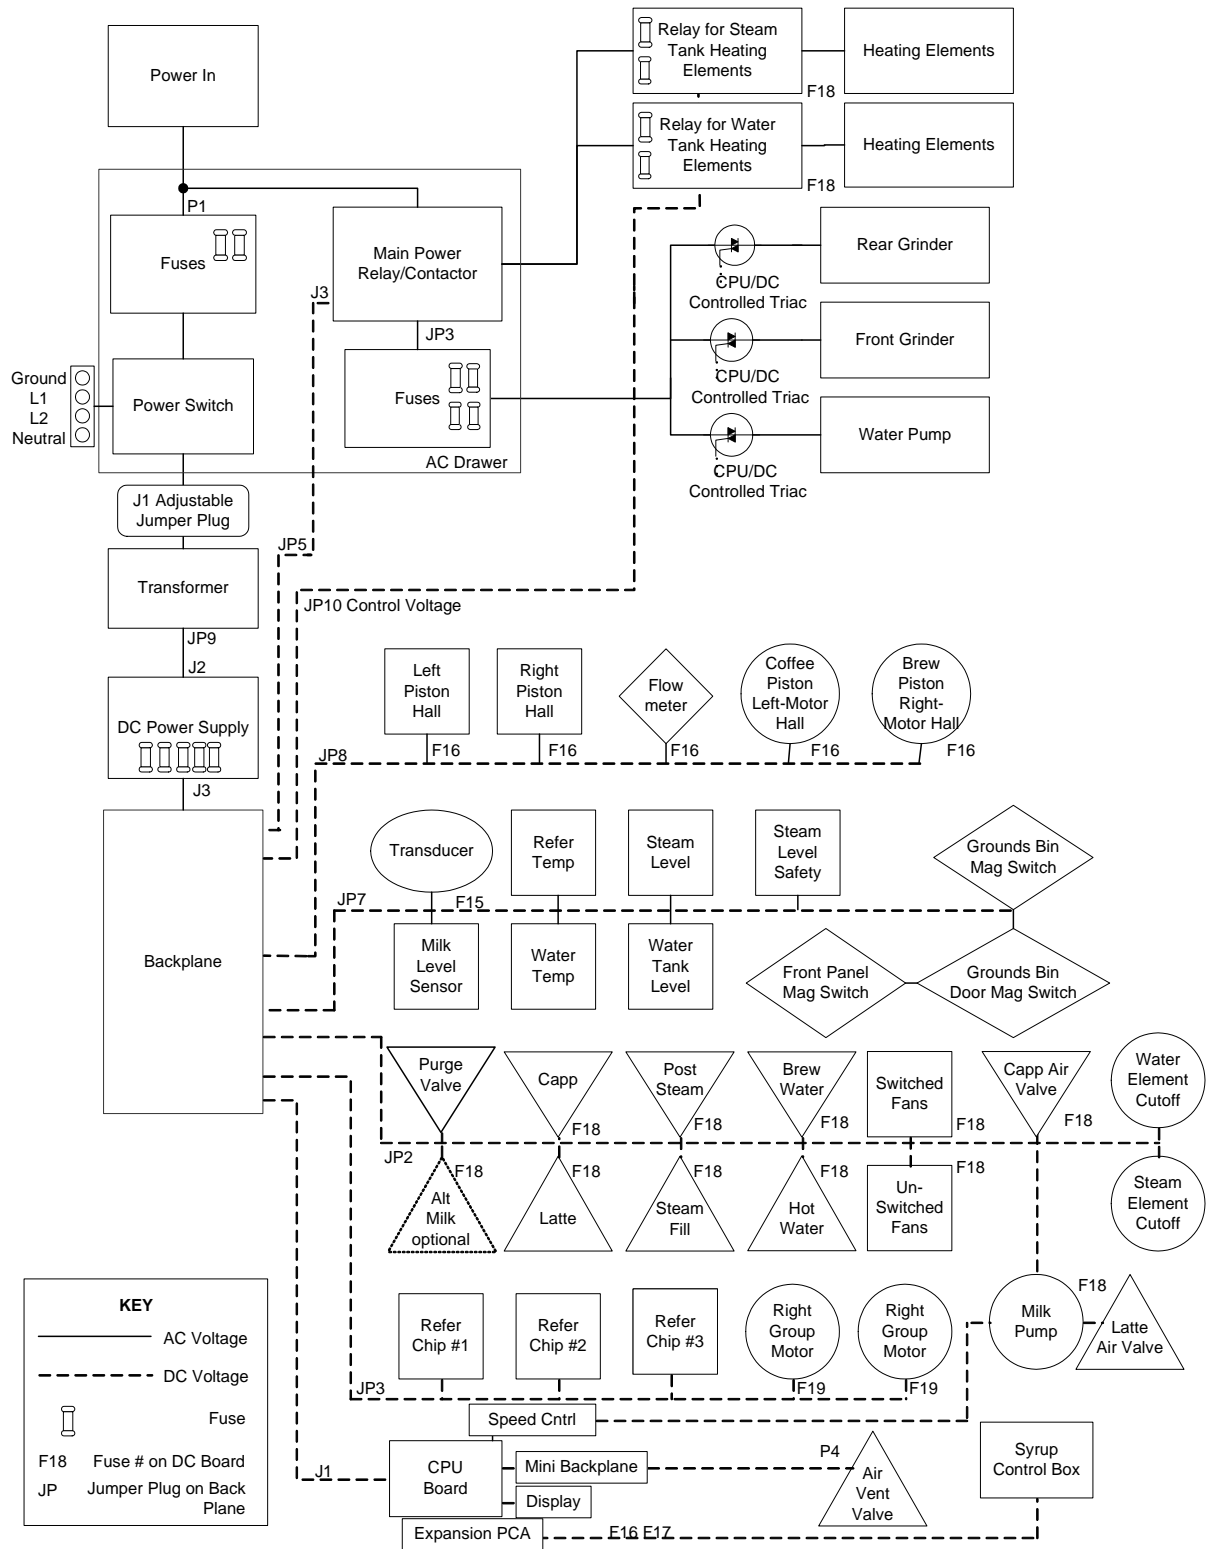 Power In
Relay for Steam
Tank Heating
Elements
F18
Heating Elements
Relay for Water
Tank Heating
Elements
F18
Heating Elements
P1
Fuses
Main Power
Relay/Contactor
J3
JP3
Fuses
AC Drawer
Ground
L1
L2
Neutral
Power Switch
CPU/DC
Controlled Triac
Rear Grinder
CPU/DC
Controlled Triac
Front Grinder
CPU/DC
Controlled Triac
Water Pump
J1 Adjustable
Jumper Plug
JP5
Transformer
JP10 Control Voltage
JP9
J2
DC Power Supply
J3
Backplane
Left
Piston
Hall
F16
Right
Piston
Hall
F16
Flow
meter
F16
Coffee
Piston
Left-Motor
Hall
F16
Brew
Piston
Right-
Motor Hall
F16
JP8
Transducer
Refer
Temp
Steam
Level
Steam
Level
Safety
Grounds Bin
Mag Switch
JP7
F15
Milk
Level
Sensor
Water
Temp
Water
Tank
Level
Front Panel
Mag Switch
Grounds Bin
Door Mag Switch
Purge
Valve
Capp
F18
Post
Steam
F18
Brew
Water
F18
Switched
Fans
F18
Capp Air
Valve
F18
Water
Element
Cutoff
JP2
F18
Alt
Milk
optional
F18
Latte
F18
Steam
Fill
F18
Hot
Water
F18
Un-
Switched
Fans
Steam
Element
Cutoff
Refer
Chip #1
Refer
Chip #2
Refer
Chip #3
Right
Group
Motor
F19
Right
Group
Motor
F19
Milk
Pump
F18
Latte
Air Valve
JP3
Speed Cntrl
J1
CPU
Board
Mini Backplane
P4
Air
Vent
Valve
Display
Expansion PCA
F16 F17
Syrup
Control Box
KEY
AC Voltage
DC Voltage
Fuse
F18 Fuse # on DC Board
JP Jumper Plug on Back
Plane